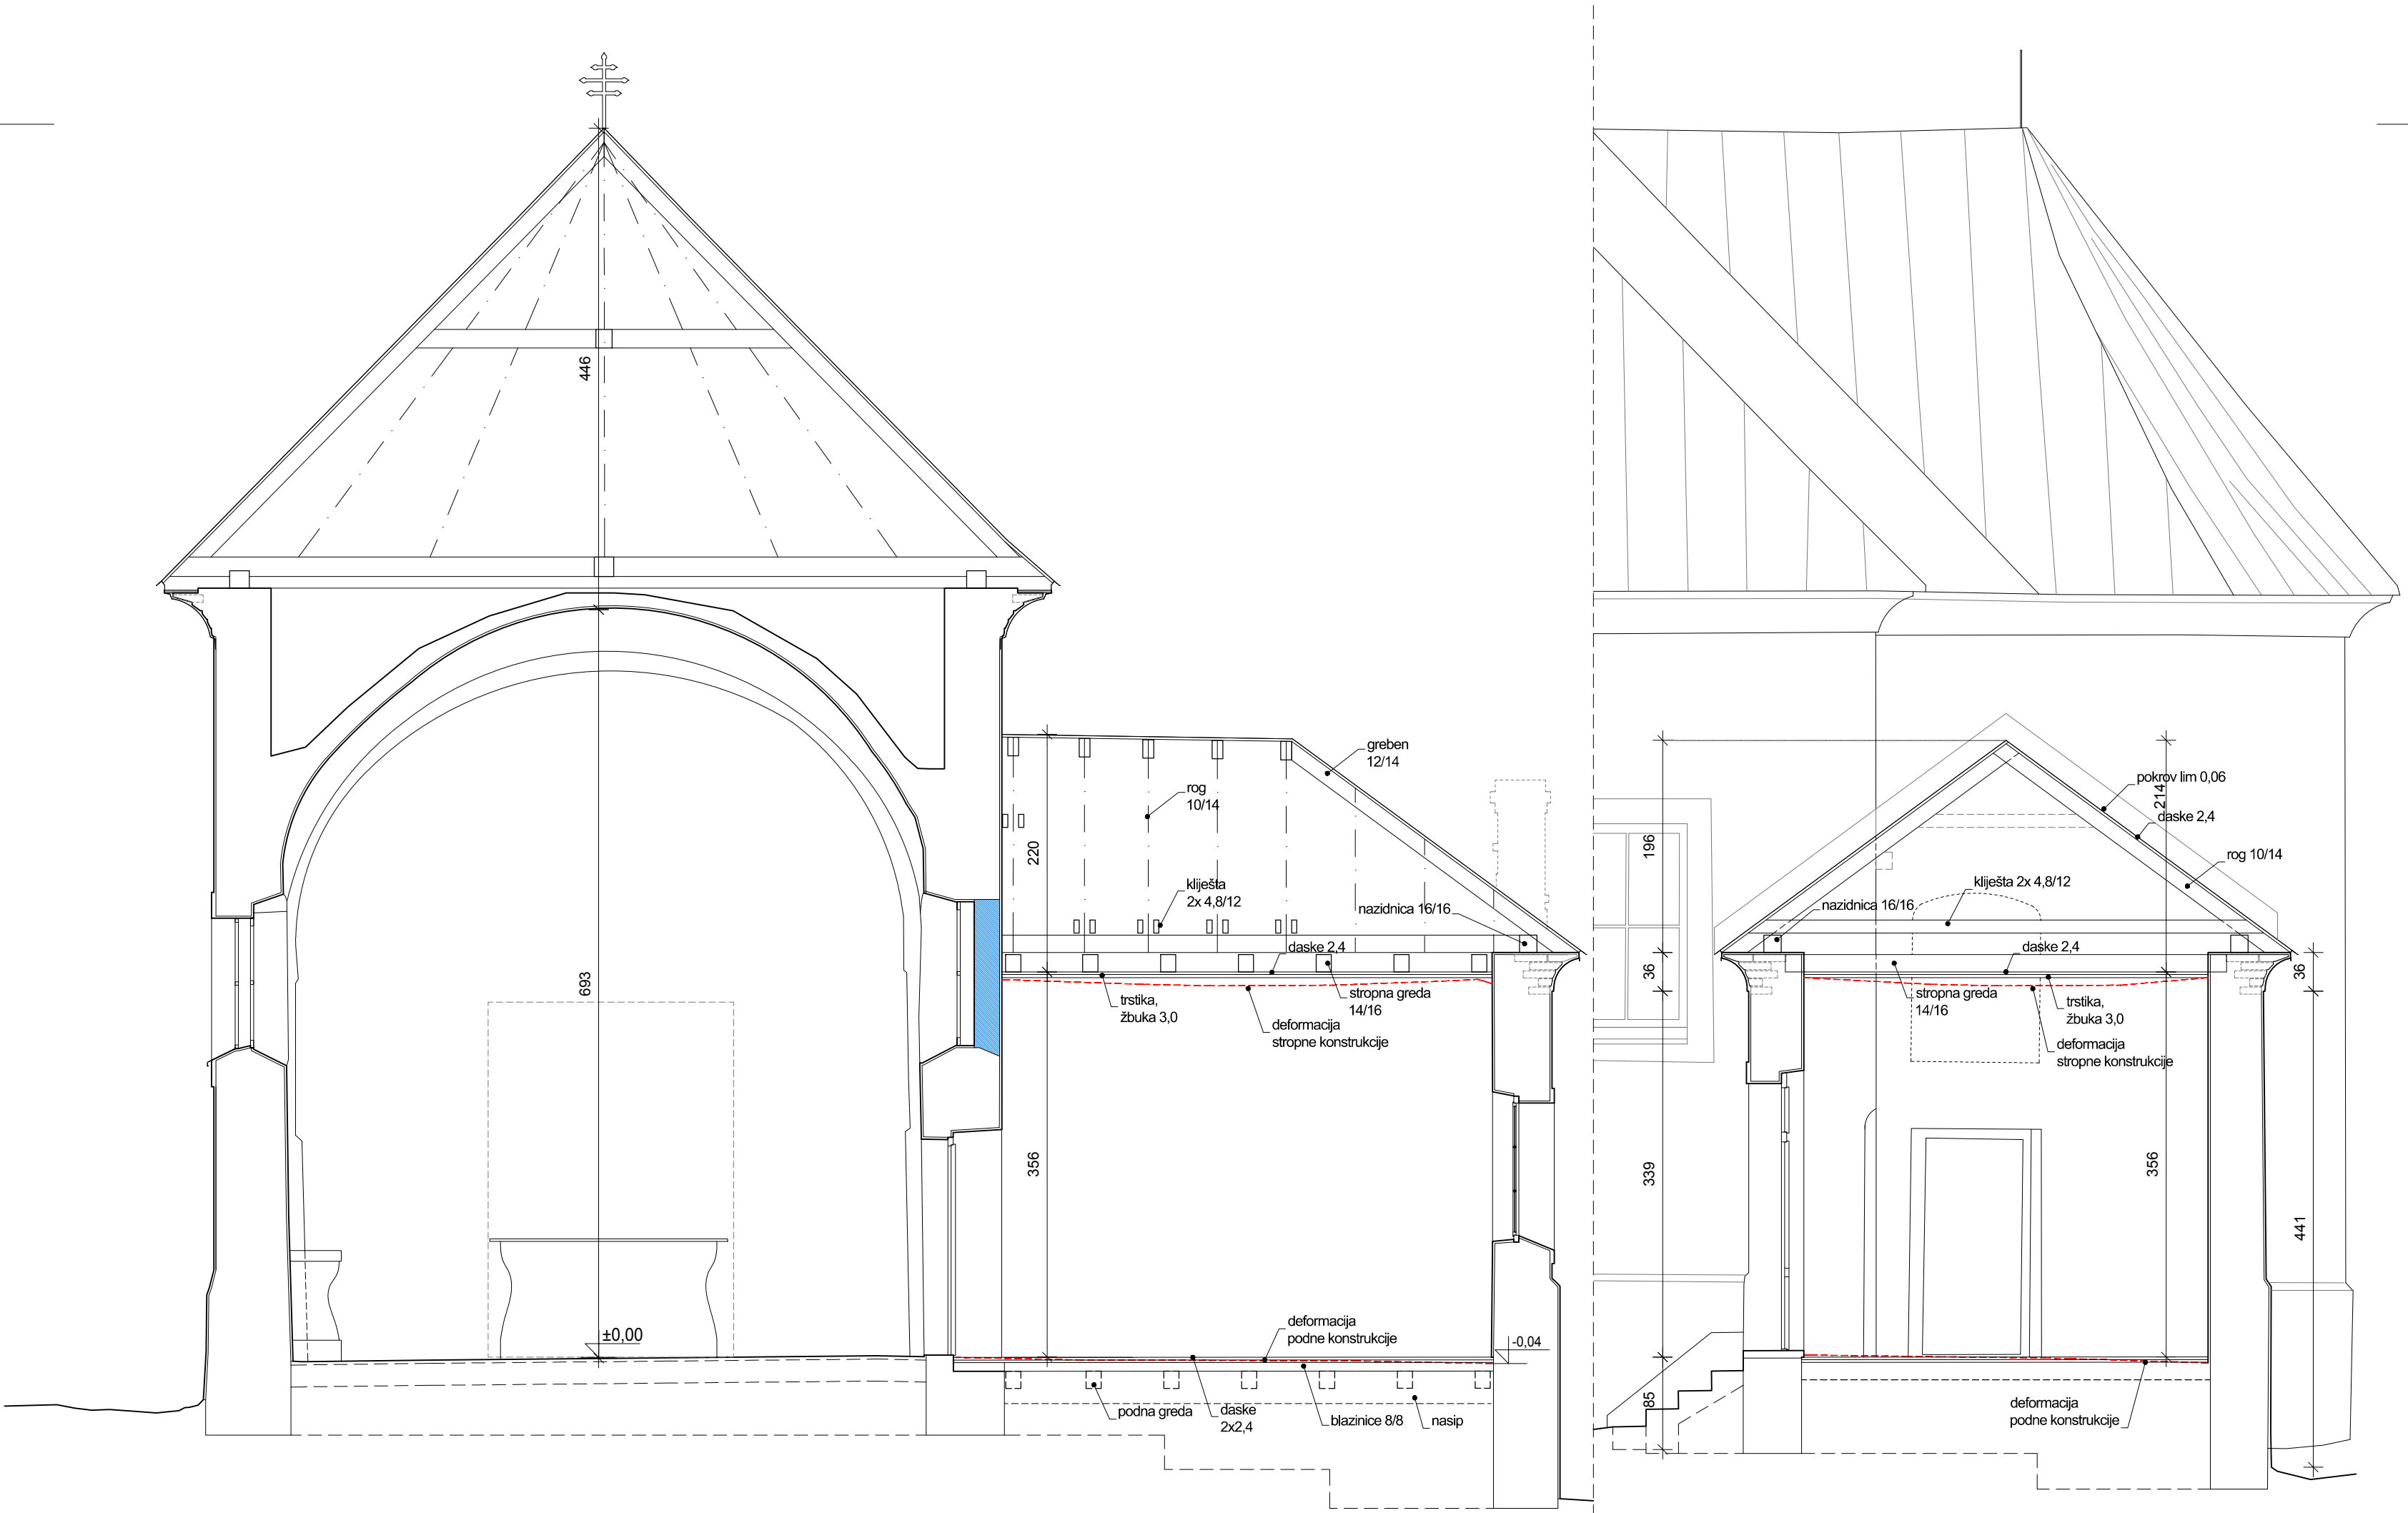 446
693
±0,00
220
356
greben
12/14
rog
10/14
kliješta
2x 4,8/12
nazidnica 16/16
daske 2,4
trstika,
žbuka 3,0
stropna greda
14/16
deformacija
stropne konstrukcije
deformacija
podne konstrukcije
-0,04
podna greda
daske
2x2,4
blazinice 8/8
nasip
196
36
339
85
214
pokrov lim 0,06
daske 2,4
rog 10/14
kliješta 2x 4,8/12
nazidnica 16/16
daske 2,4
36
stropna greda
14/16
trstika,
žbuka 3,0
deformacija
stropne konstrukcije
356
441
deformacija
podne konstrukcije